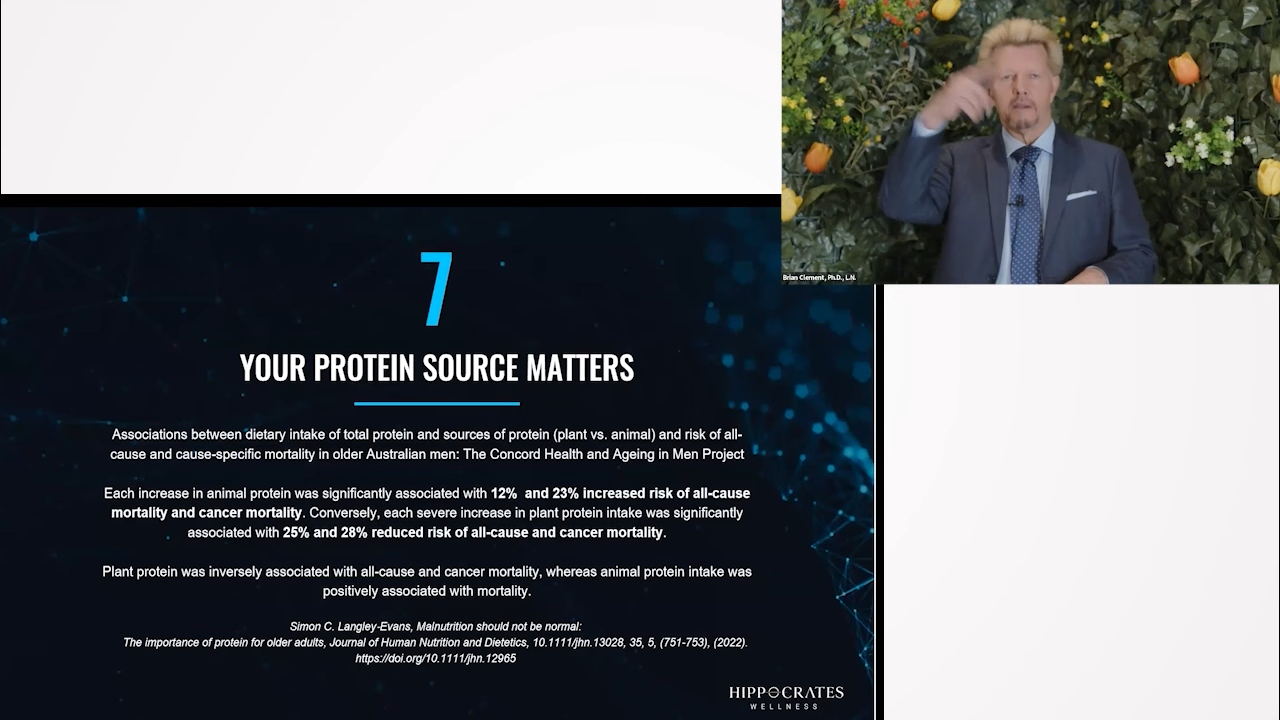 Brian Clement, Ph.D., L.N.
7
YOUR PROTEIN SOURCE MATTERS
Associations between dietary intake of total protein and sources of protein (plant vs. animal) and risk of all-
cause and cause-specific mortality in older Australian men: The Concord Health and Ageing in Men Project
Each increase in animal protein was significantly associated with 12% and 23% increased risk of all-cause
mortality and cancer mortality. Conversely, each severe increase in plant protein intake was significantly
associated with 25% and 28% reduced risk of all-cause and cancer mortality.
Plant protein was inversely associated with all-cause and cancer mortality, whereas animal protein intake was
positively associated with mortality.
Simon C. Langley-Evans, Malnutrition should not be normal:
The importance of protein for older adults, Journal of Human Nutrition and Dietetics, 10.1111/jhn.13028, 35, 5, (751-753), (2022).
https://doi.org/10.1111/jhn.12965
HIPPOCRATES
WELLNESS